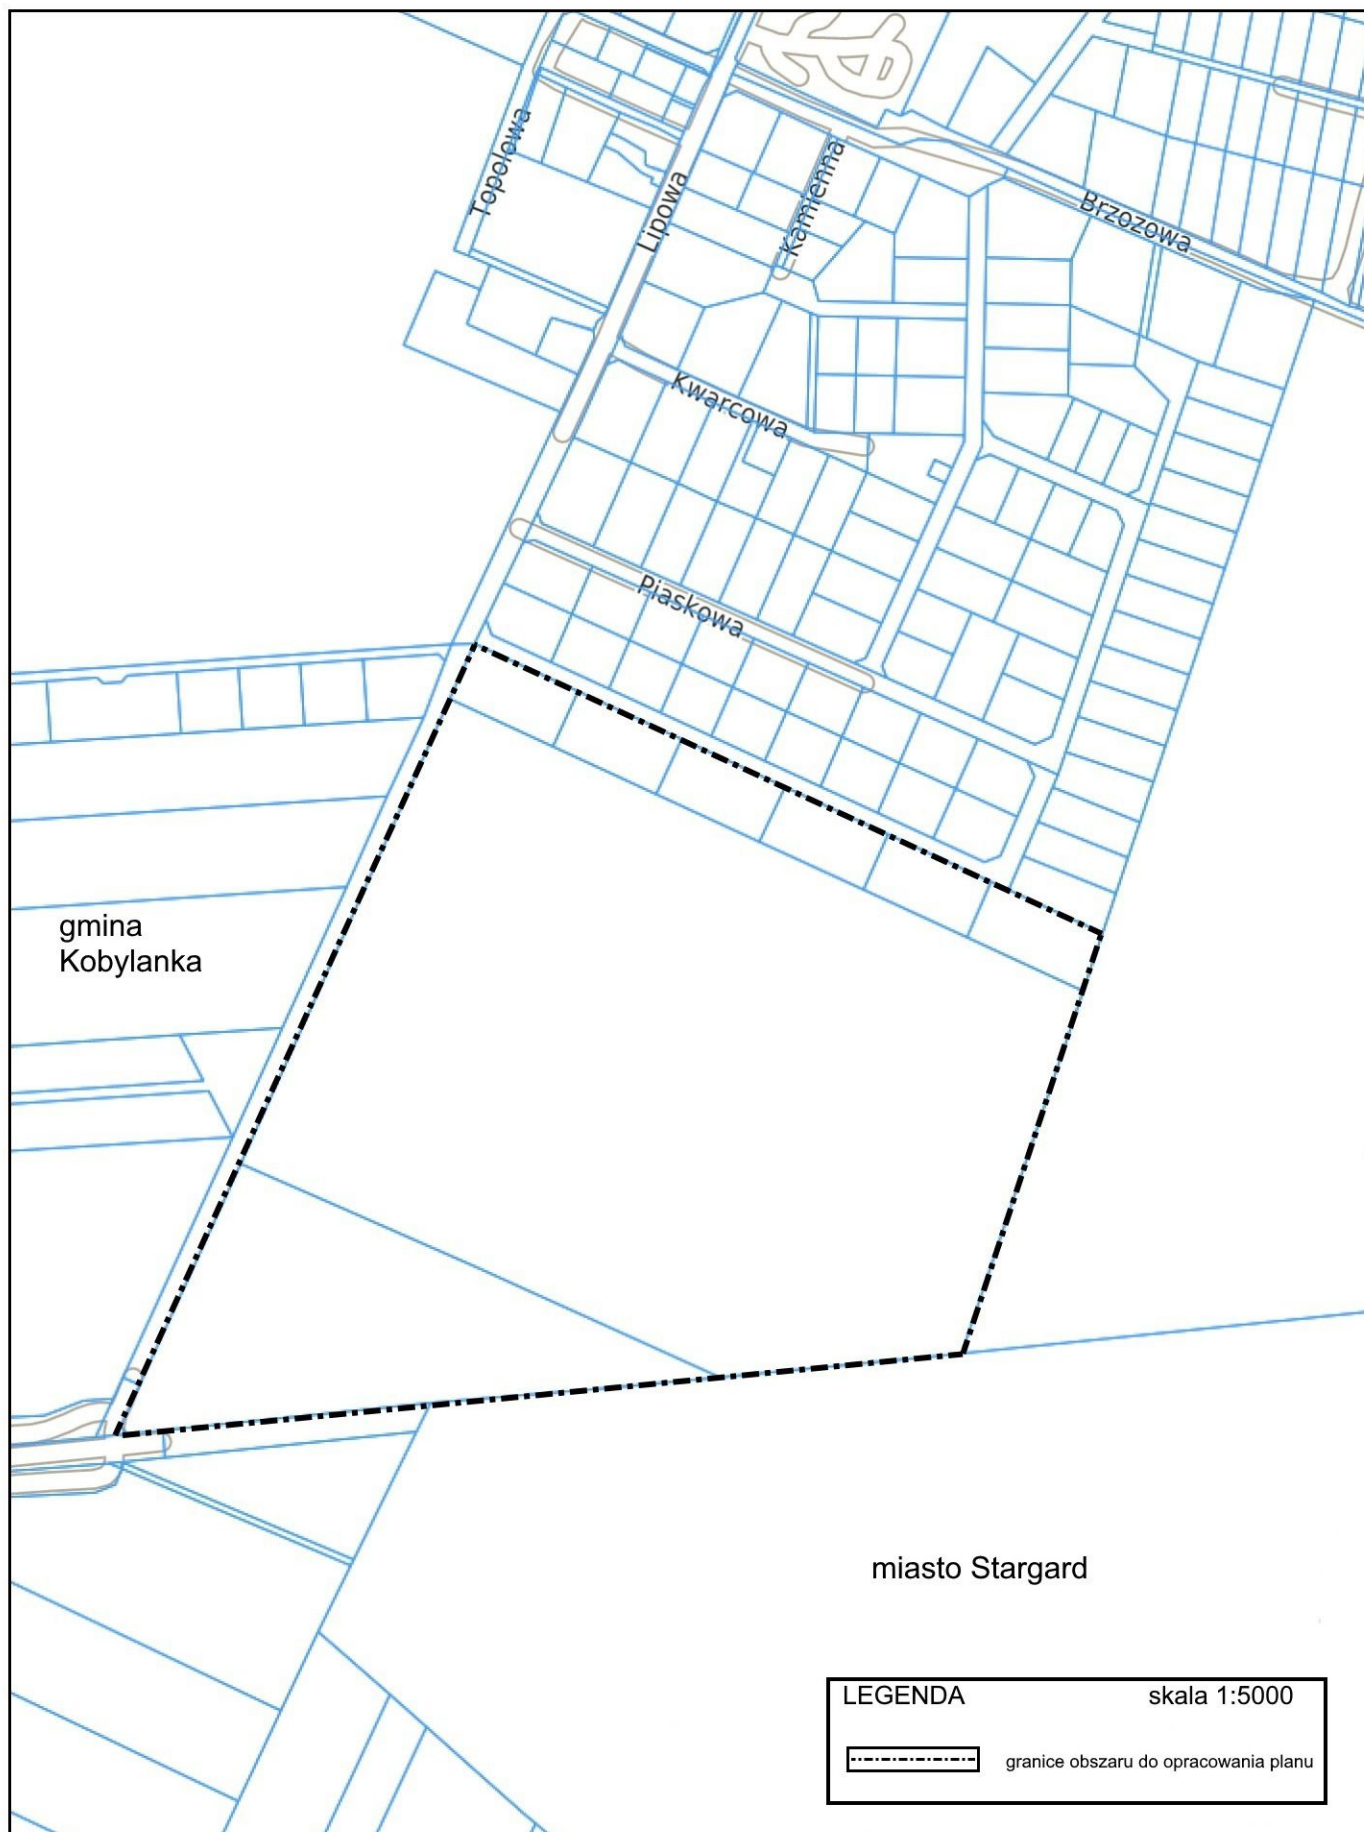 Topolowa
Lipowa
Kamienna
Brzozowa
Kwarcowa
Piaskowa
gmina
Kobylanka
miasto Stargard
LEGENDA
skala 1:5000
granice obszaru do opracowania planu